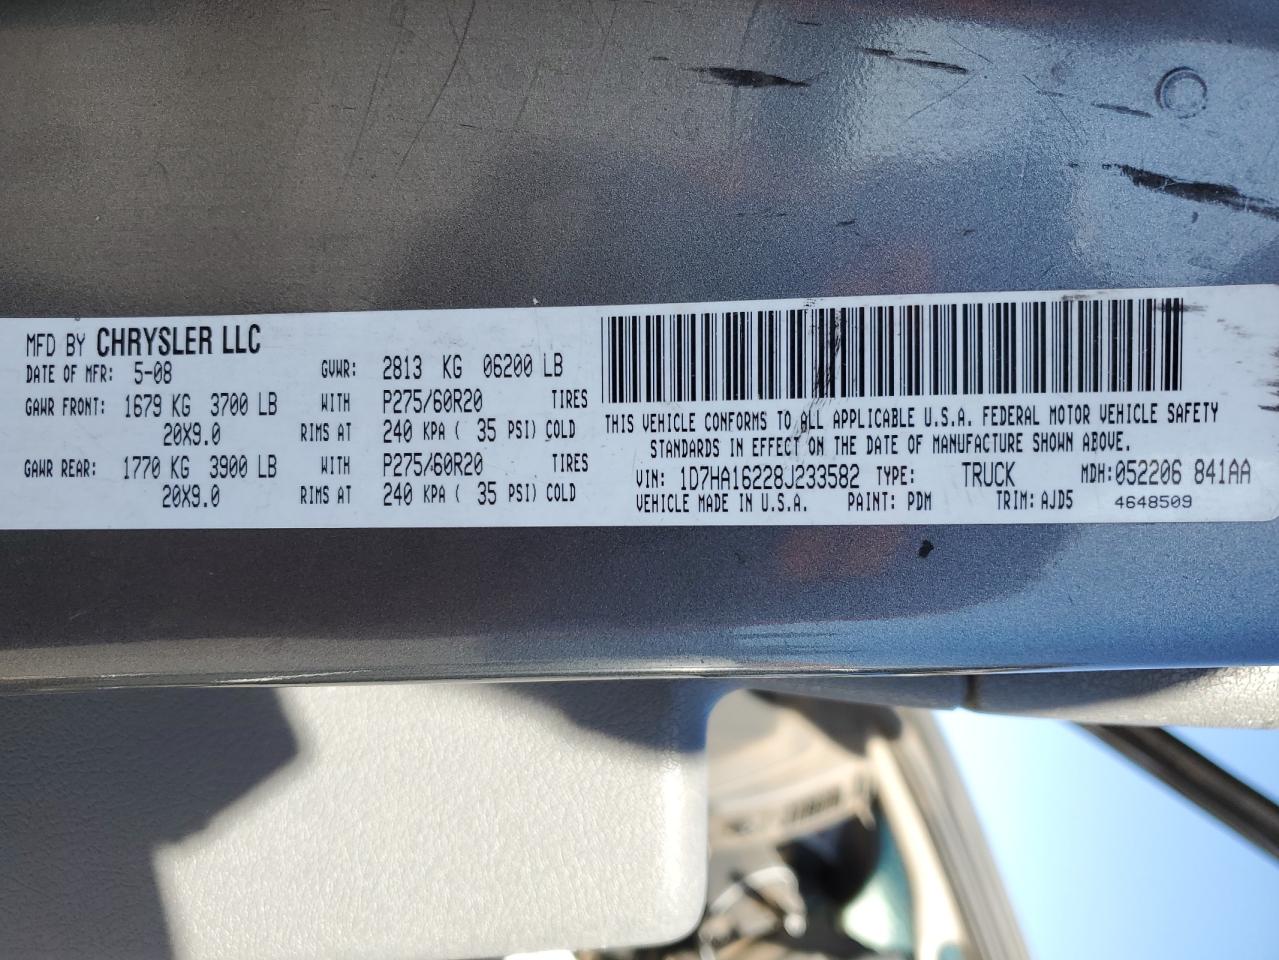 MFD BY CHRYSLER LLC
DATE OF MFR: 5-08 GVWR: 2813 KG 06200 LB
GAWR FRONT: 1679 KG 3700 LB WITH P275/60R20 TIRES
20X9.0 RIMS AT 240 KPA ( 35 PSI) COLD
GAWR REAR: 1770 KG 3900 LB WITH P275/60R20 TIRES
20X9.0 RIMS AT 240 KPA ( 35 PSI) COLD
THIS VEHICLE CONFORMS TO ALL APPLICABLE U.S.A. FEDERAL MOTOR VEHICLE SAFETY
STANDARDS IN EFFECT ON THE DATE OF MANUFACTURE SHOWN ABOVE.
VIN: 1D7HA16228J233582 TYPE: TRUCK MDH: 052206 841AA
VEHICLE MADE IN U.S.A. PAINT: PDM TRIM: AJD5 4648509